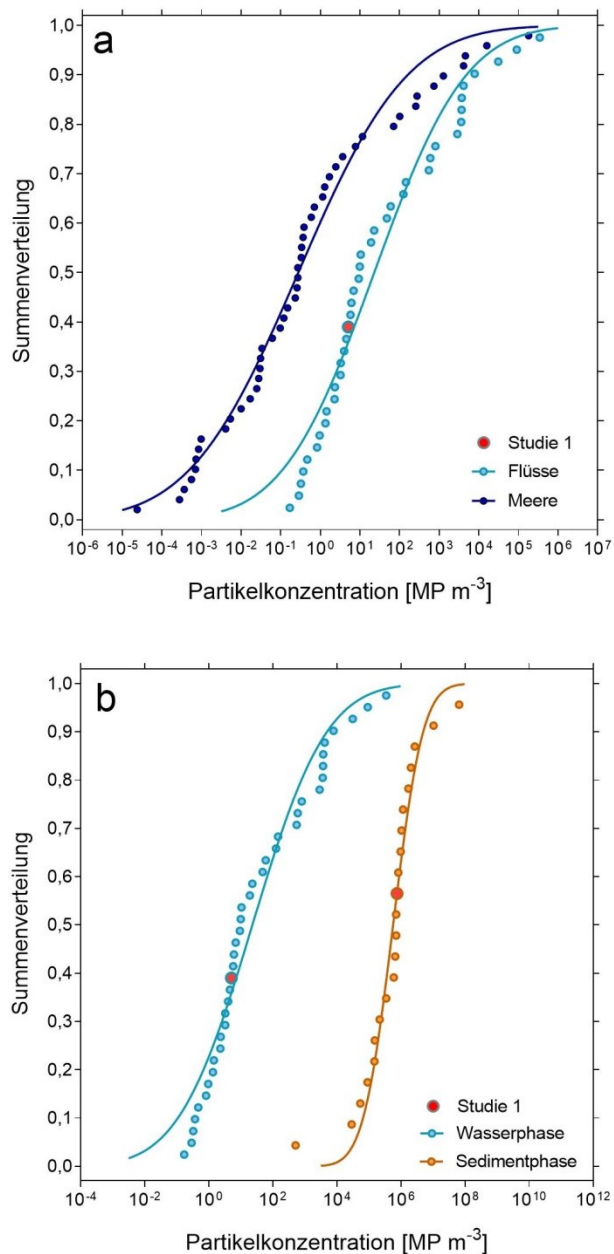 a
1,0
0,9
0,8
0,7
0,6
0,5
0,4
0,3
0,2
0,1
0,0
Summenverteilung
Studie 1
Flüsse
Meere
10⁻⁶ 10⁻⁵ 10⁻⁴ 10⁻³ 10⁻² 10⁻¹ 10⁰ 10¹ 10² 10³ 10⁴ 10⁵ 10⁶ 10⁷
Partikelkonzentration [MP m⁻³]
b
1,0
0,9
0,8
0,7
0,6
0,5
0,4
0,3
0,2
0,1
0,0
Summenverteilung
Studie 1
Wasserphase
Sedimentphase
10⁻⁴ 10⁻² 10⁰ 10² 10⁴ 10⁶ 10⁸ 10¹⁰ 10¹²
Partikelkonzentration [MP m⁻³]